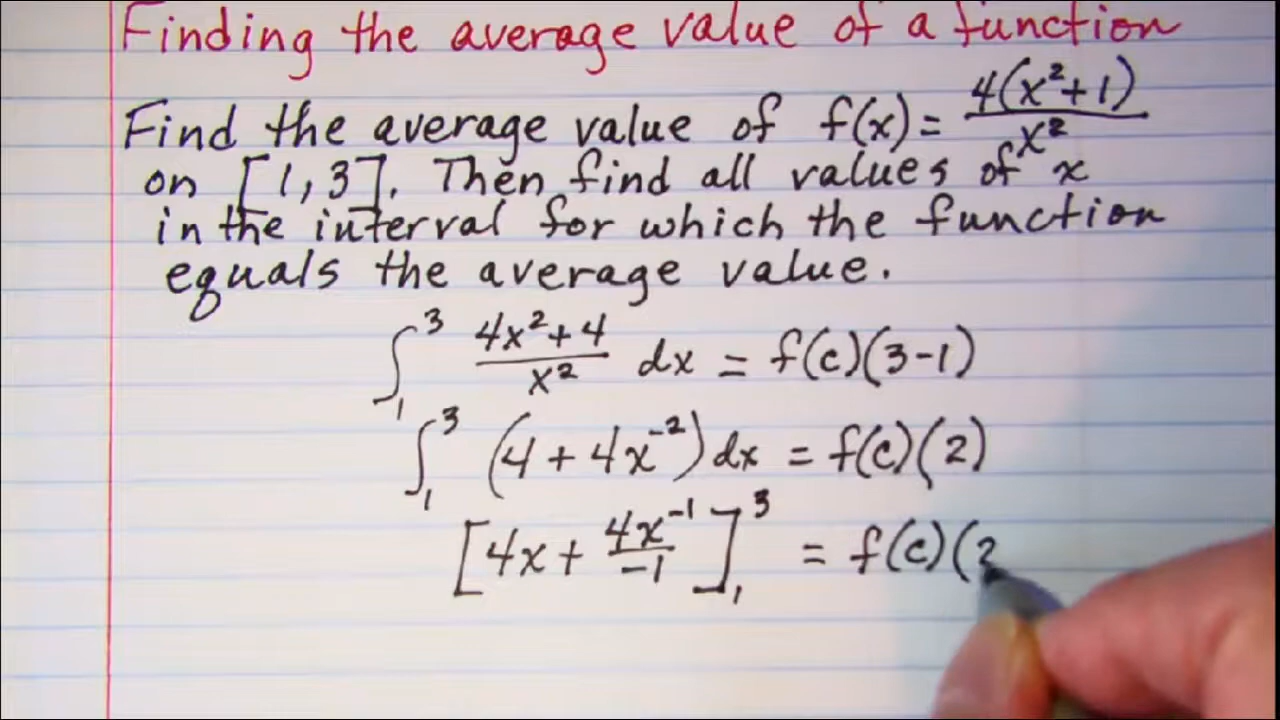 Finding the average value of a function
Find the average value of f(x) = 4(x²+1)/x²
on [1,3]. Then find all values of x
in the interval for which the function
equals the average value.
∫₁³ (4x²+4)/x² dx = f(c)(3-1)
∫₁³ (4+4x⁻²)dx = f(c)(2)
[4x + 4x⁻¹/-1]₁³ = f(c)(2